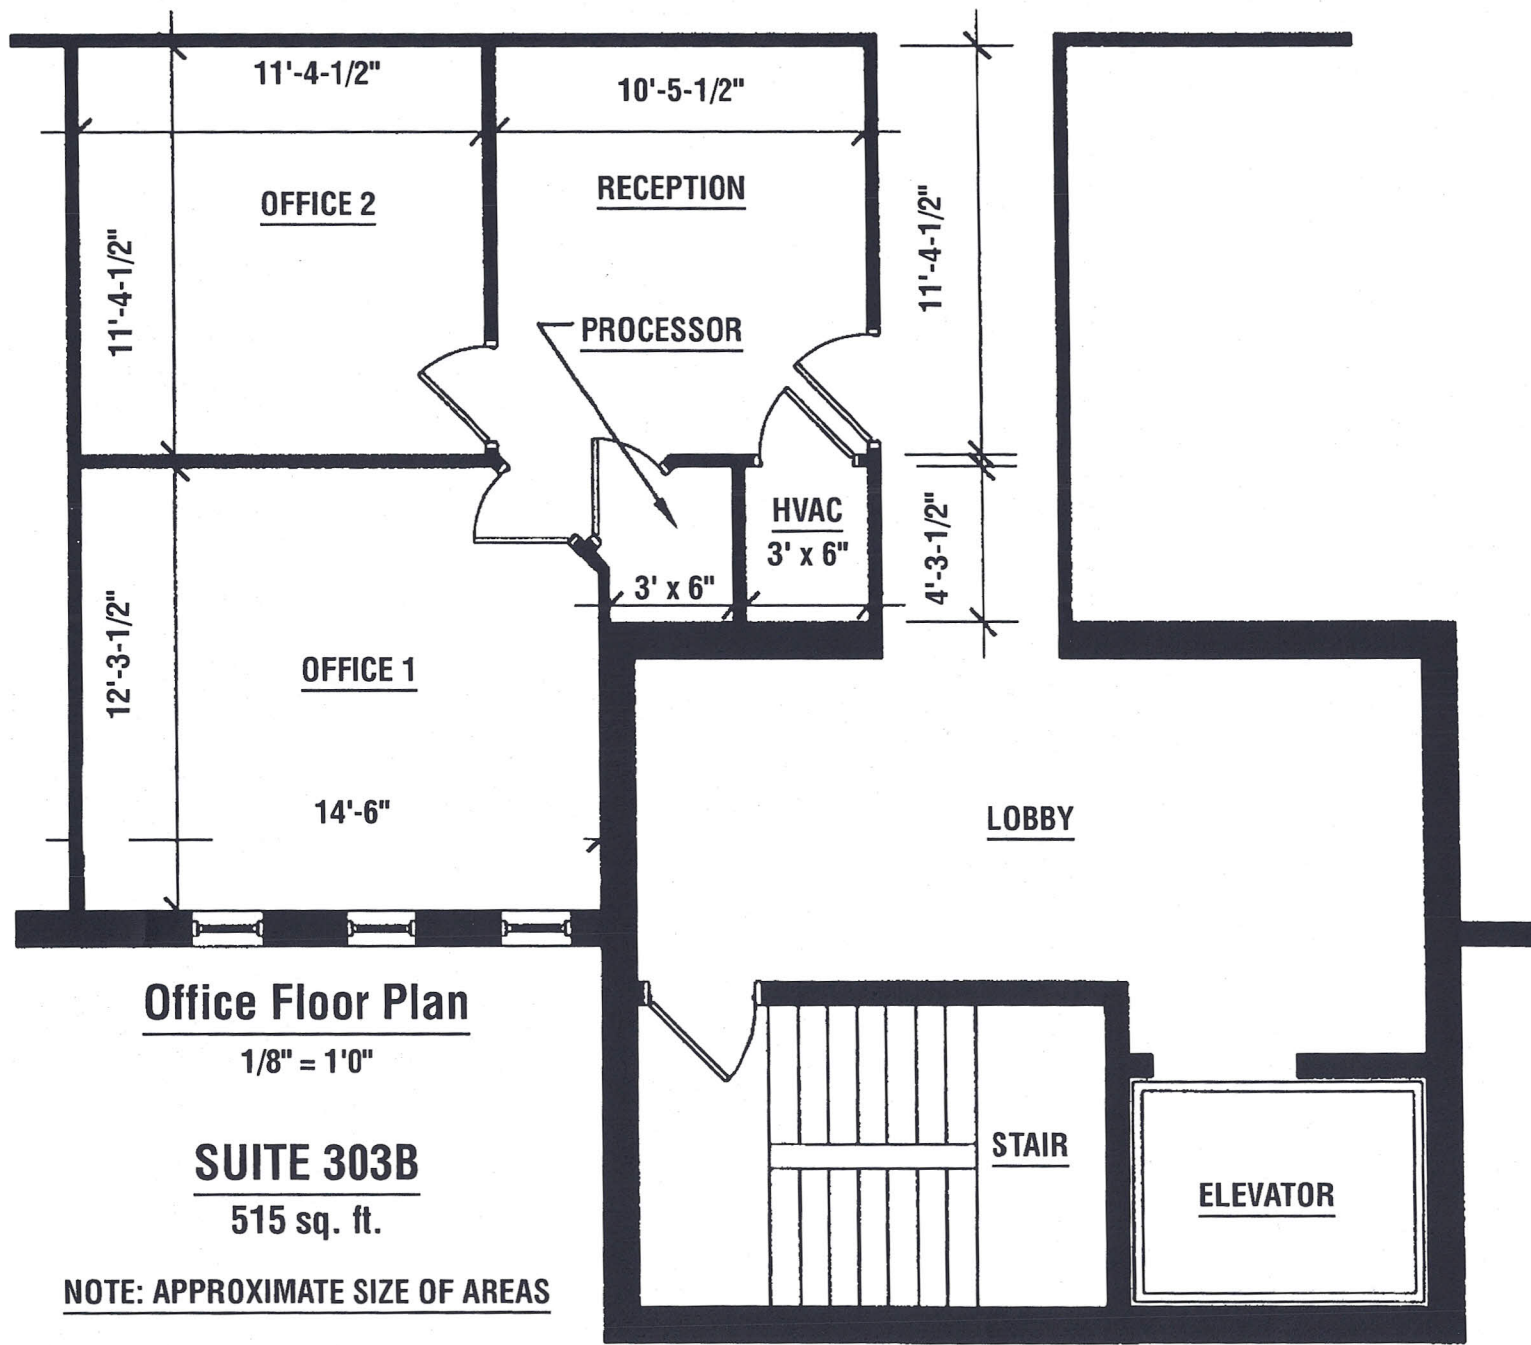 11'-4-1/2"
10'-5-1/2"
OFFICE 2
RECEPTION
11'-4-1/2"
11'-4-1/2"
PROCESSOR
HVAC
3' x 6"
3' x 6"
4'-3-1/2"
12'-3-1/2"
OFFICE 1
14'-6"
LOBBY
Office Floor Plan
1/8" = 1'0"
SUITE 303B
515 sq. ft.
NOTE: APPROXIMATE SIZE OF AREAS
STAIR
ELEVATOR